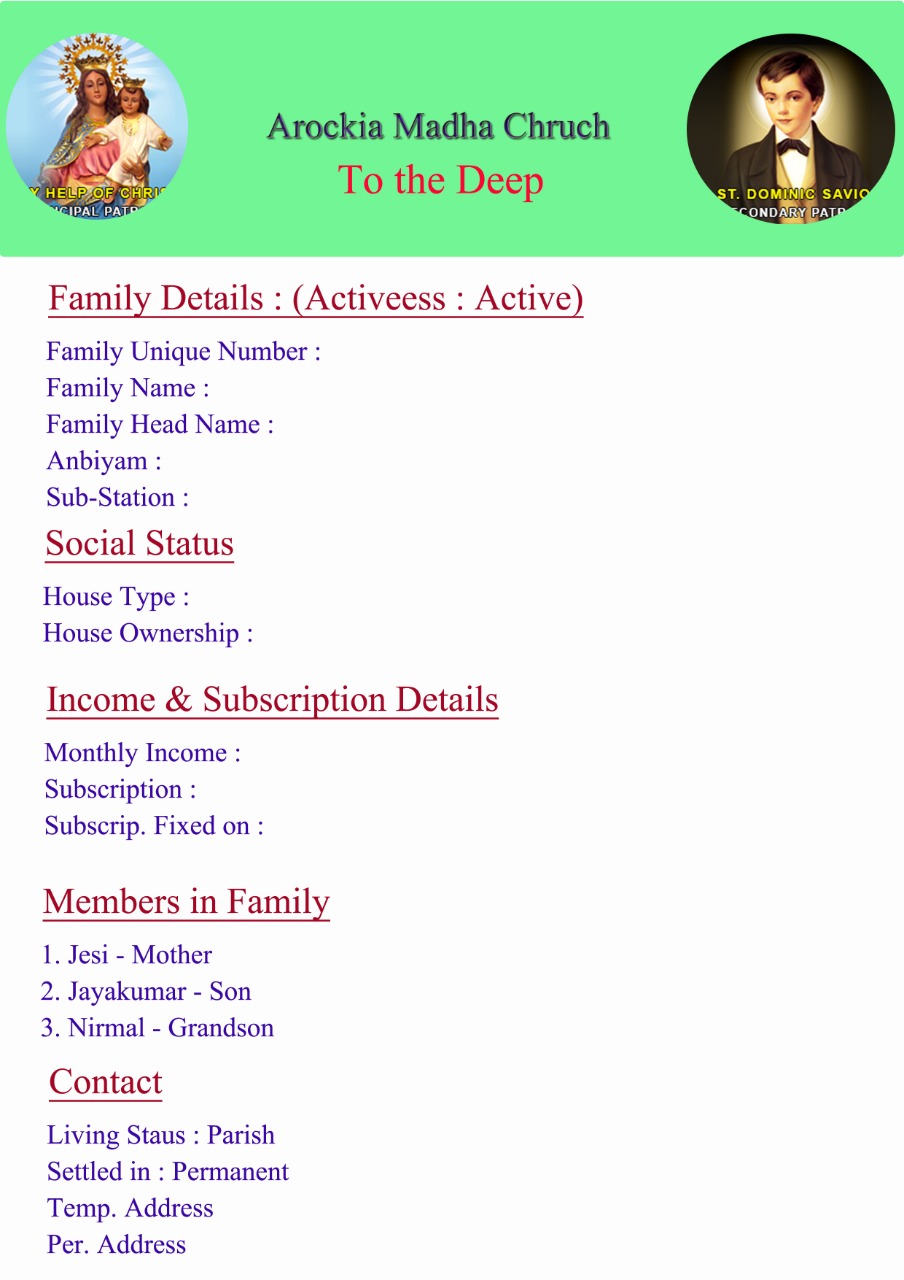 Arockia Madha Chruch
To the Deep
Y HELP OF CHRIS
CIPAL PATR
ST. DOMINIC SAVIO
CONDARY PATR
Family Details : (Activeess : Active)
Family Unique Number :
Family Name :
Family Head Name :
Anbiyam :
Sub-Station :
Social Status
House Type :
House Ownership :
Income & Subscription Details
Monthly Income :
Subscription :
Subscrip. Fixed on :
Members in Family
1. Jesi - Mother
2. Jayakumar - Son
3. Nirmal - Grandson
Contact
Living Staus : Parish
Settled in : Permanent
Temp. Address
Per. Address